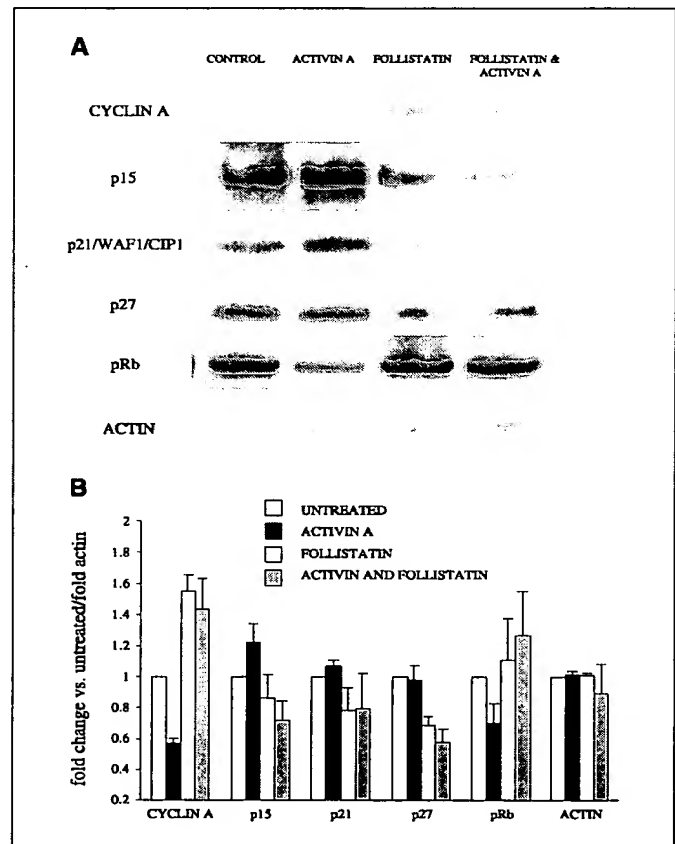 A
CONTROL ACTIVIN A FOLLISTATIN FOLLISTATIN & ACTIVIN A
CYCLIN A
p15
p21/WAF1/CIP1
p27
pRb
ACTIN
B
UNTREATED
ACTIVIN A
FOLLISTATIN
ACTIVIN AND FOLLISTATIN
fold change vs. untreated/fold actin
2
1.8
1.6
1.4
1.2
1
0.8
0.6
0.4
0.2
CYCLIN A p15 p21 p27 pRb ACTIN